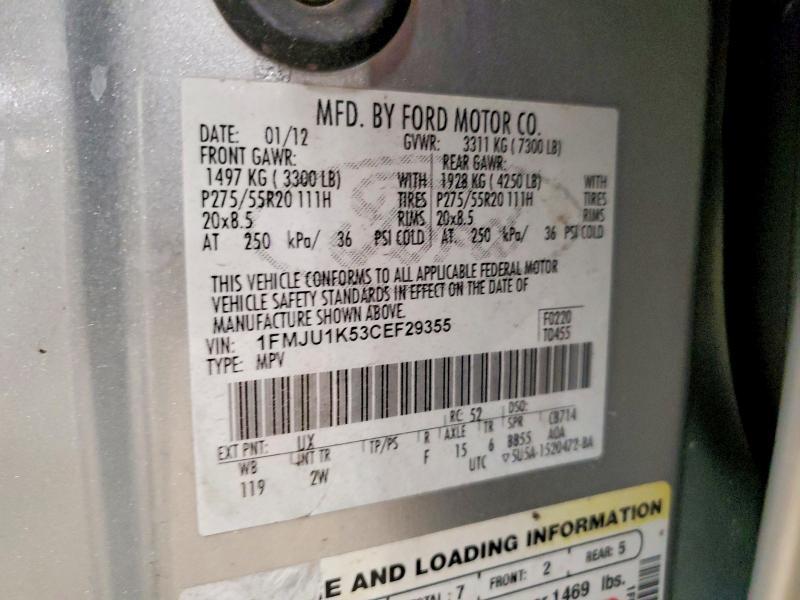 MFD. BY FORD MOTOR CO.
DATE: 01/12 GVWR: 3311 KG (7300 LB)
FRONT GAWR: REAR GAWR:
1497 KG (3300 LB) WITH 1928 KG (4250 LB) WITH
P275/55R20 111H TIRES P275/55R20 111H TIRES
20x8.5 RIMS 20x8.5 RIMS
AT 250 kPa/ 36 PSI COLD AT 250 kPa/ 36 PSI COLD
THIS VEHICLE CONFORMS TO ALL APPLICABLE FEDERAL MOTOR
VEHICLE SAFETY STANDARDS IN EFFECT ON THE DATE OF
MANUFACTURE SHOWN ABOVE.
VIN: 1FMJU1K53CEF29355 F0220
TYPE: MPV T0455
RC: 52 DSO:
EXT PNT: UX TP/PS R AXLE TR SPR CB714
WB INT TR F 15 6 BB55 AOA
119 2W UTC ▽5U5A-1520472-BA
E AND LOADING INFORMATION
: 7 FRONT: 2 REAR: 5
1469 lbs.